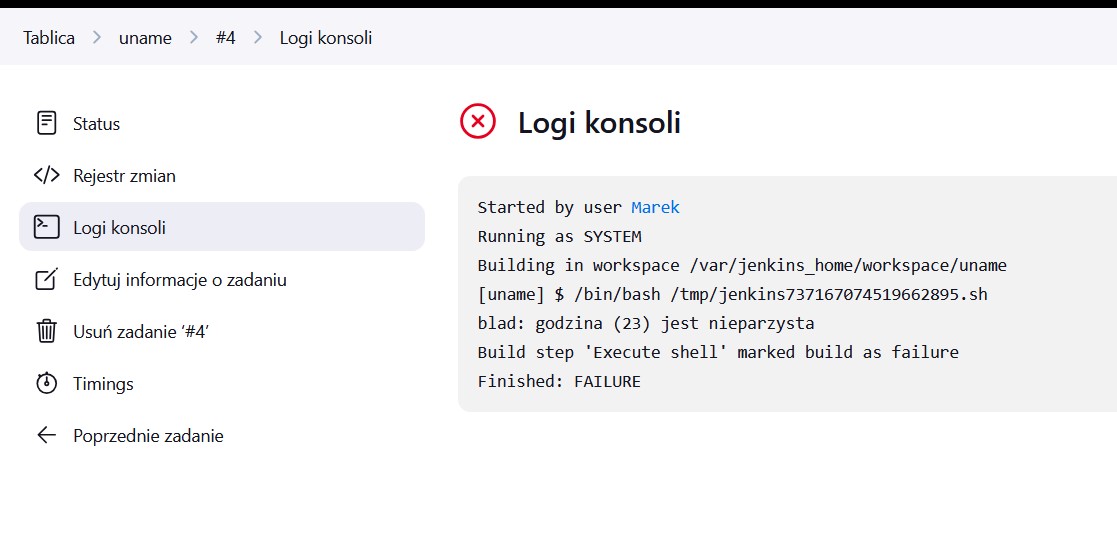 Tablica > uname > #4 > Logi konsoli
Status
Rejestr zmian
Logi konsoli
Edytuj informacje o zadaniu
Usuń zadanie ‘#4’
Timings
Poprzednie zadanie
Logi konsoli
Started by user Marek
Running as SYSTEM
Building in workspace /var/jenkins_home/workspace/uname
[uname] $ /bin/bash /tmp/jenkins737167074519662895.sh
blad: godzina (23) jest nieparzysta
Build step 'Execute shell' marked build as failure
Finished: FAILURE